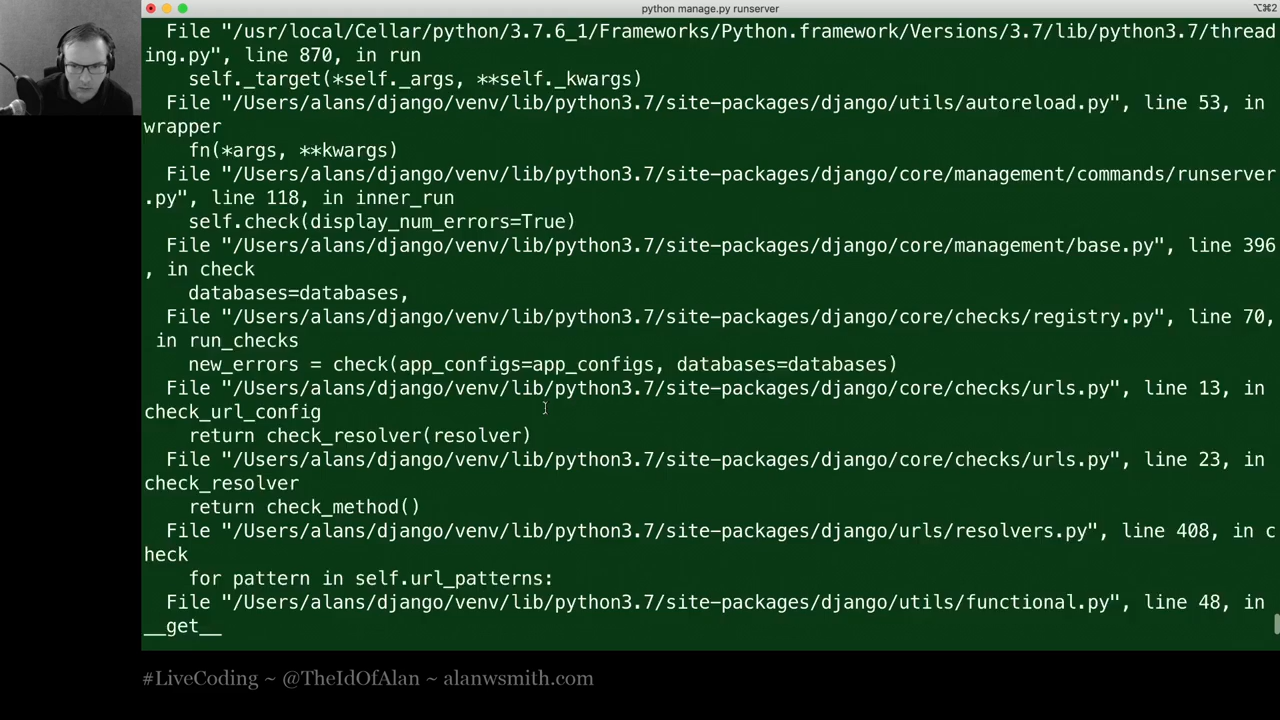 python manage.py runserver
⌥⌘2
File "/usr/local/Cellar/python/3.7.6_1/Frameworks/Python.framework/Versions/3.7/lib/python3.7/thread
ing.py", line 870, in run
self._target(*self._args, **self._kwargs)
File "/Users/alans/django/venv/lib/python3.7/site-packages/django/utils/autoreload.py", line 53, in
wrapper
fn(*args, **kwargs)
File "/Users/alans/django/venv/lib/python3.7/site-packages/django/core/management/commands/runserver
.py", line 118, in inner_run
self.check(display_num_errors=True)
File "/Users/alans/django/venv/lib/python3.7/site-packages/django/core/management/base.py", line 396
, in check
databases=databases,
File "/Users/alans/django/venv/lib/python3.7/site-packages/django/core/checks/registry.py", line 70,
in run_checks
new_errors = check(app_configs=app_configs, databases=databases)
File "/Users/alans/django/venv/lib/python3.7/site-packages/django/core/checks/urls.py", line 13, in
check_url_config
return check_resolver(resolver)
File "/Users/alans/django/venv/lib/python3.7/site-packages/django/core/checks/urls.py", line 23, in
check_resolver
return check_method()
File "/Users/alans/django/venv/lib/python3.7/site-packages/django/urls/resolvers.py", line 408, in c
heck
for pattern in self.url_patterns:
File "/Users/alans/django/venv/lib/python3.7/site-packages/django/utils/functional.py", line 48, in
__get__
#LiveCoding ~ @TheIdOfAlan ~ alanwsmith.com